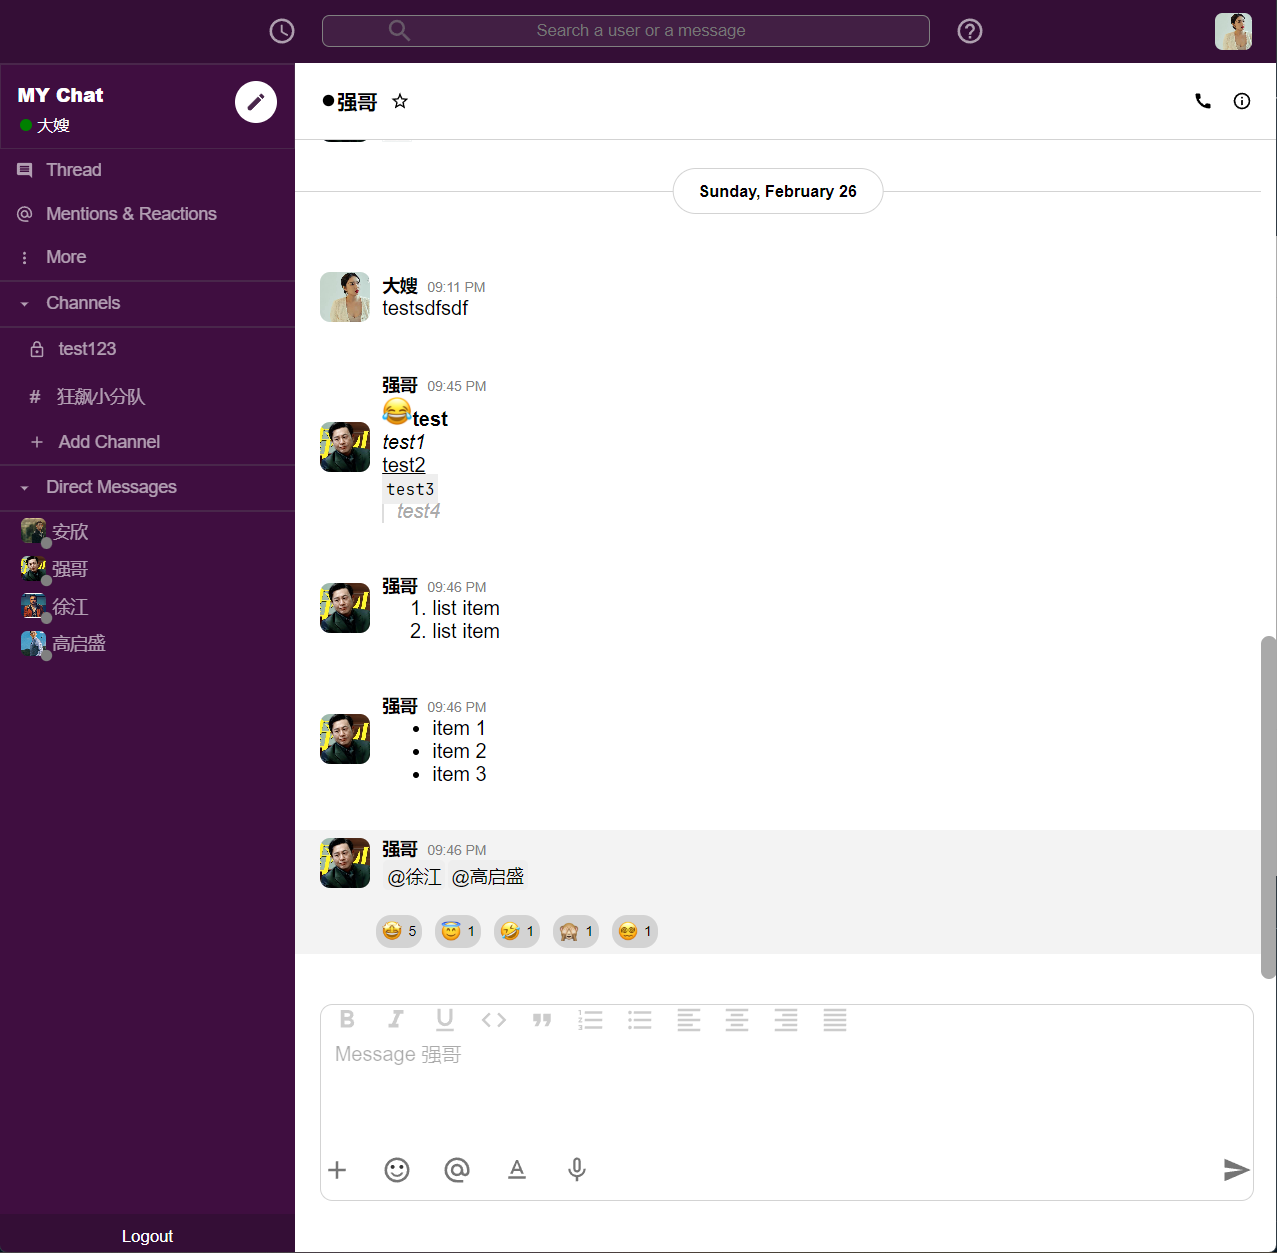 Search a user or a message
MY Chat
大嫂
Thread
Mentions & Reactions
More
Channels
test123
# 狂飙小分队
+ Add Channel
Direct Messages
安欣
强哥
徐江
高启盛
Logout
强哥
Sunday, February 26
大嫂 09:11 PM
testsdfsdf
强哥 09:45 PM
😂test
test1
test2
test3
test4
强哥 09:46 PM
1. list item
2. list item
强哥 09:46 PM
• item 1
• item 2
• item 3
强哥 09:46 PM
@徐江 @高启盛
🤩 5 😇 1 🤣 1 🙈 1 😵‍💫 1
Message 强哥